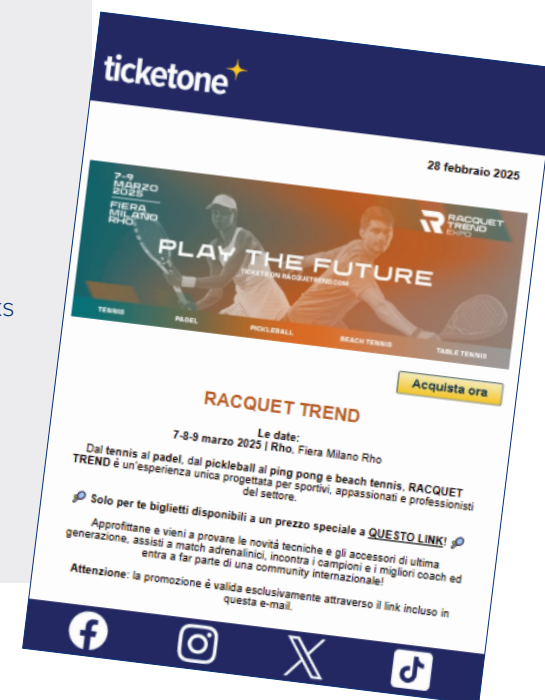 ticketone
28 febbraio 2025
7-9
MARZO
2025
FIERA
MILANO
RHO
RACQUET
TREND
EXPO
PLAY THE FUTURE
TICKETS ON RACQUETTREND.COM
TENNIS
PADEL
PICKLEBALL
BEACH TENNIS
TABLE TENNIS
Acquista ora
RACQUET TREND
Le date:
7-8-9 marzo 2025 | Rho, Fiera Milano Rho
Dal tennis al padel, dal pickleball al ping pong e beach tennis, RACQUET
TREND è un'esperienza unica progettata per sportivi, appassionati e professionisti
del settore.
Solo per te biglietti disponibili a un prezzo speciale a QUESTO LINK!
Approfittane e vieni a provare le novità tecniche e gli accessori di ultima
generazione, assisti a match adrenalinici, incontra i campioni e i migliori coach ed
entra a far parte di una community internazionale!
Attenzione: la promozione è valida esclusivamente attraverso il link incluso in
questa e-mail.